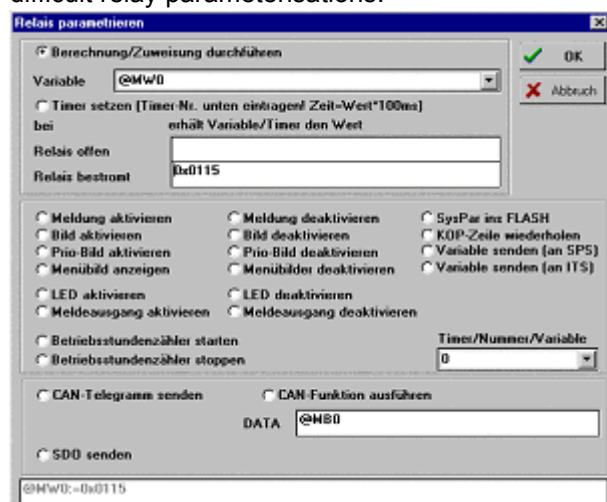 difficult relay parameterisations.
Relais parametrieren
Berechnung/Zuweisung durchführen
OK
Variable @MW0
Abbruch
Timer setzen (Timer-Nr. unten eintragen! Zeit=Wert*100ms)
bei erhält Variable/Timer den Wert
Relais offen
Relais bestromt 0x0115
Meldung aktivieren Meldung deaktivieren SysPar ins FLASH
Bild aktivieren Bild deaktivieren KOP-Zeile wiederholen
Prio-Bild aktivieren Prio-Bild deaktivieren Variable senden (an SPS)
Menübild anzeigen Menübilder deaktivieren Variable senden (an ITS)
LED aktivieren LED deaktivieren
Meldeausgang aktivieren Meldeausgang deaktivieren
Betriebsstundenzähler starten Timer/Nummer/Variable
Betriebsstundenzähler stoppen 0
CAN-Telegramm senden CAN-Funktion ausführen
DATA @MB0
SDO senden
@MW0:=0x0115